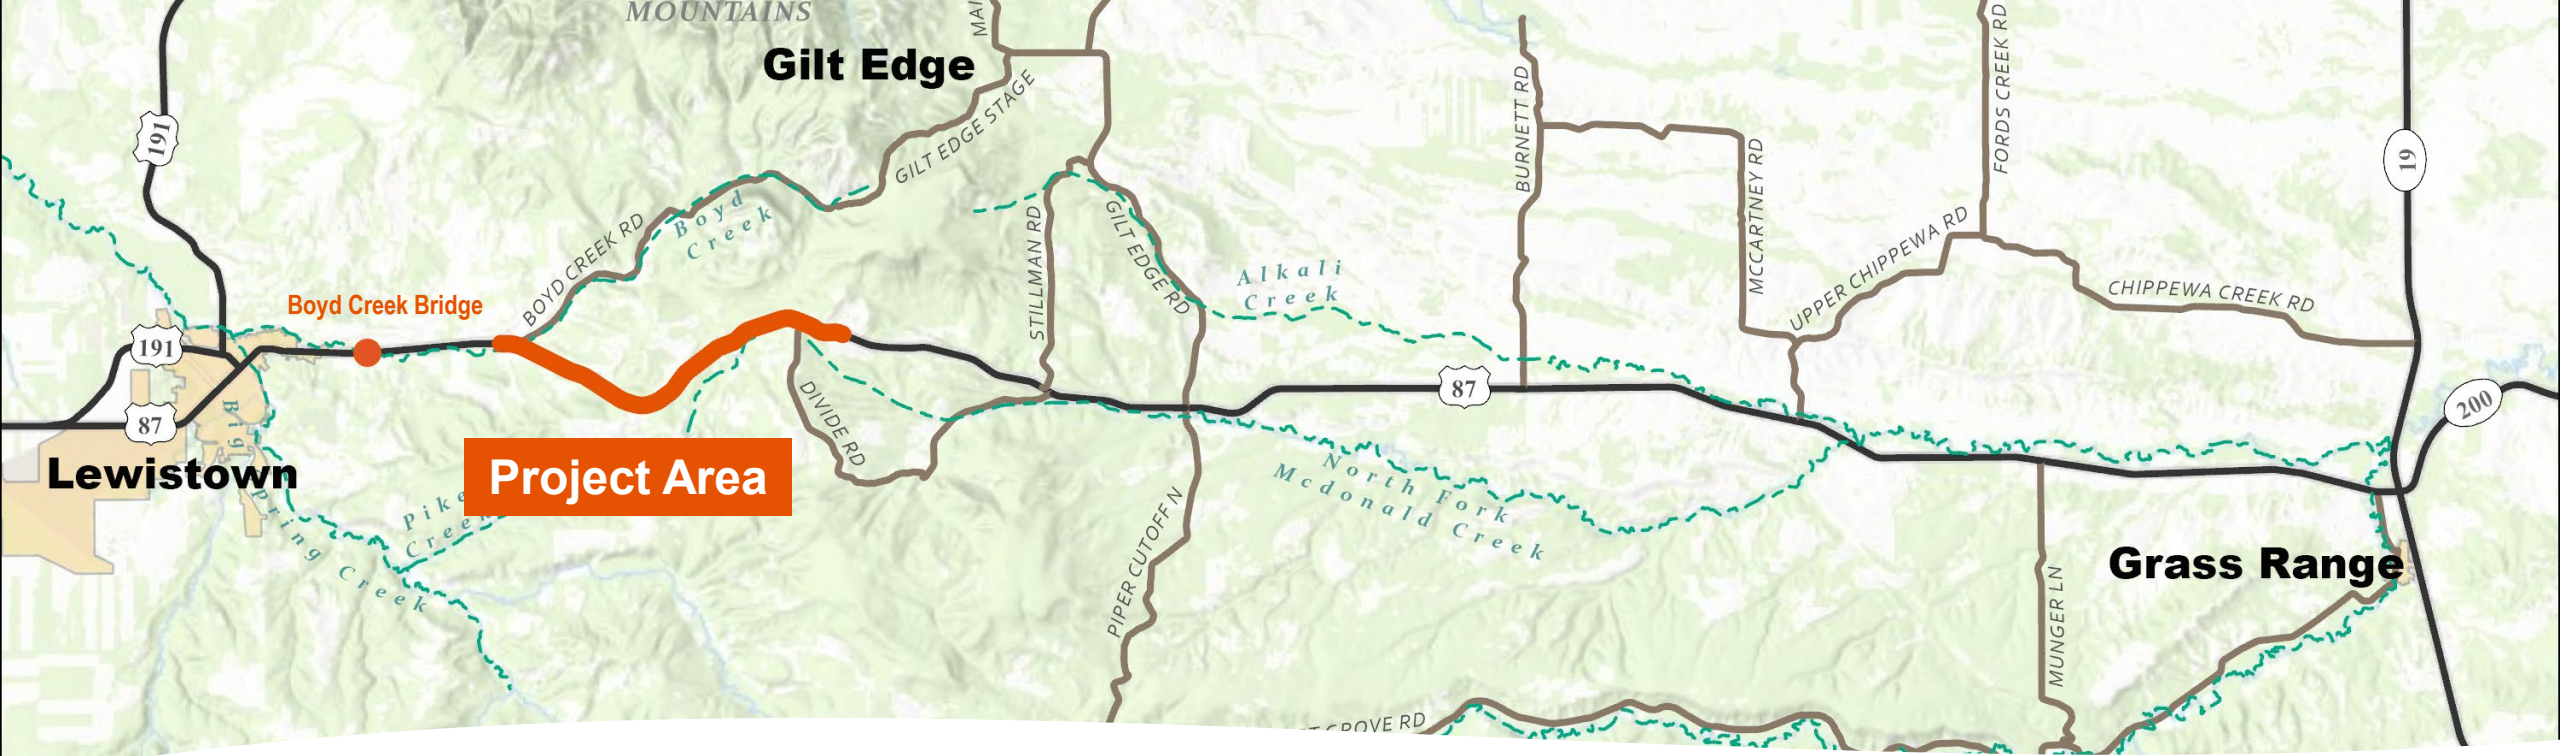 MOUNTAINS
Gilt Edge
GILT EDGE STAGE
BURNETT RD
FORDS CREEK RD
191
19
MCCARTNEY RD
BOYD CREEK RD
Boyd
Creek
STILLMAN RD
GILT EDGE RD
UPPER CHIPPEWA RD
Alkali
Creek
CHIPPEWA CREEK RD
Boyd Creek Bridge
191
87
87
200
DIVIDE RD
Lewistown
Project Area
Big
Spring Creek
Pike
Creek
North Fork
Mcdonald Creek
PIPER CUTOFF N
Grass Range
MUNGER LN
GROVE RD